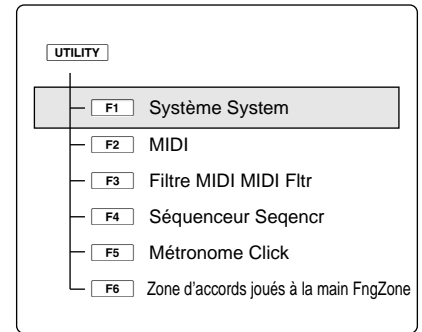 UTILITY
F1 Système System
F2 MIDI
F3 Filtre MIDI MIDI Fltr
F4 Séquenceur Seqencr
F5 Métronome Click
F6 Zone d'accords joués à la main FngZone